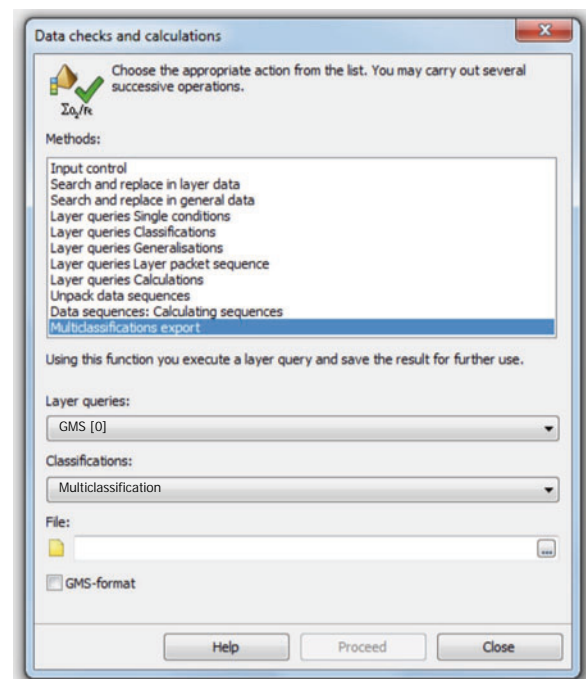 Data checks and calculations
Choose the appropriate action from the list. You may carry out several
successive operations.
Methods:
Input control
Search and replace in layer data
Search and replace in general data
Layer queries Single conditions
Layer queries Classifications
Layer queries Generalisations
Layer queries Layer packet sequence
Layer queries Calculations
Unpack data sequences
Data sequences: Calculating sequences
Multiclassifications export
Using this function you execute a layer query and save the result for further use.
Layer queries:
GMS [0]
Classifications:
Multiclassification
File:
...
GMS-format
Help Proceed Close